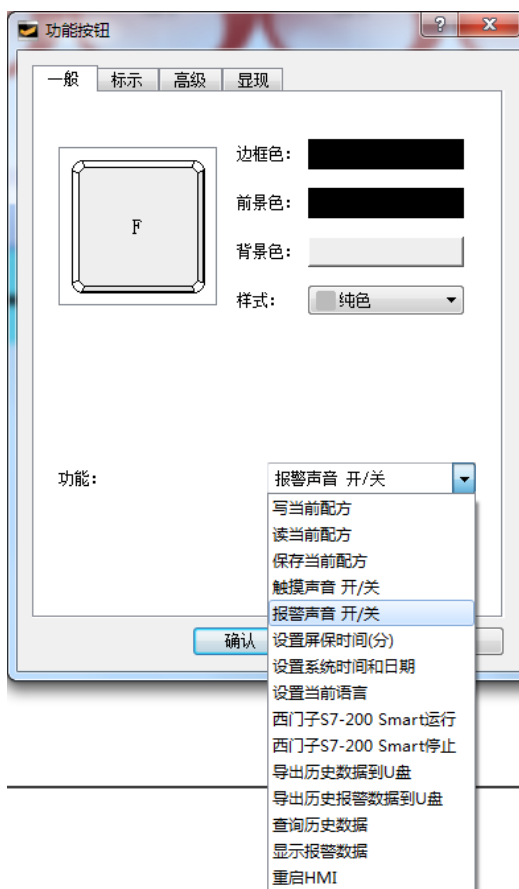 功能按钮
一般 标示 高级 显现
F
边框色：
前景色：
背景色：
样式： 纯色
功能： 报警声音 开/关
写当前配方
读当前配方
保存当前配方
触摸声音 开/关
报警声音 开/关
确认 设置屏保时间(分)
设置系统时间和日期
设置当前语言
西门子S7-200 Smart运行
西门子S7-200 Smart停止
导出历史数据到U盘
导出历史报警数据到U盘
查询历史数据
显示报警数据
重启HMI